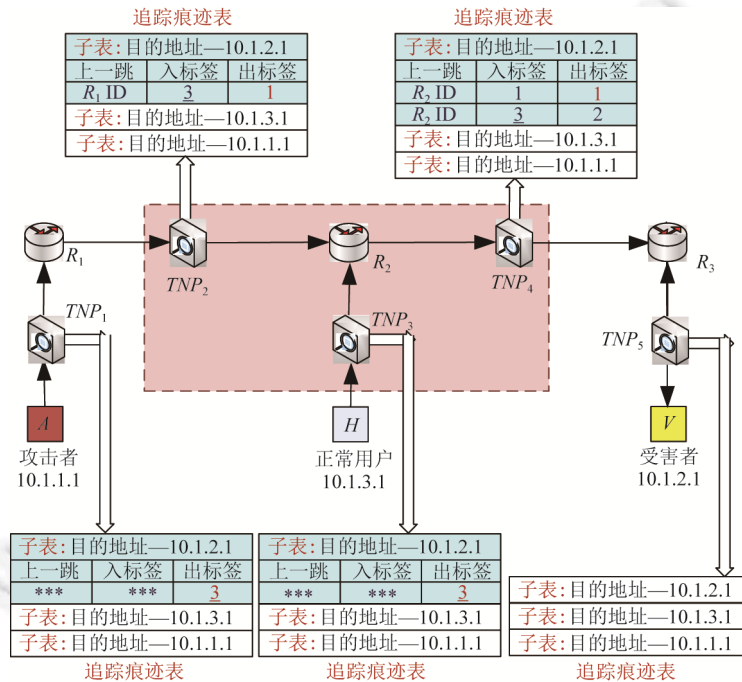 追踪痕迹表
子表:目的地址—10.1.2.1
上一跳 入标签 出标签
R1 ID 3 1
子表:目的地址—10.1.3.1
子表:目的地址—10.1.1.1
追踪痕迹表
子表:目的地址—10.1.2.1
上一跳 入标签 出标签
R2 ID 1 1
R2 ID 3 2
子表:目的地址—10.1.3.1
子表:目的地址—10.1.1.1
R1
TNP2
R2
TNP4
R3
TNP1
TNP3
TNP5
A
H
V
攻击者
10.1.1.1
正常用户
10.1.3.1
受害者
10.1.2.1
子表:目的地址—10.1.2.1
上一跳 入标签 出标签
*** *** 3
子表:目的地址—10.1.3.1
子表:目的地址—10.1.1.1
追踪痕迹表
子表:目的地址—10.1.2.1
上一跳 入标签 出标签
*** *** 3
子表:目的地址—10.1.3.1
子表:目的地址—10.1.1.1
追踪痕迹表
子表:目的地址—10.1.2.1
子表:目的地址—10.1.3.1
子表:目的地址—10.1.1.1
追踪痕迹表